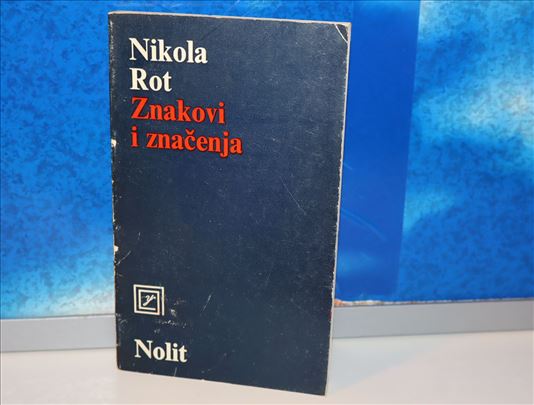 Nikola
Rot
Znakovi
i značenja
Nolit